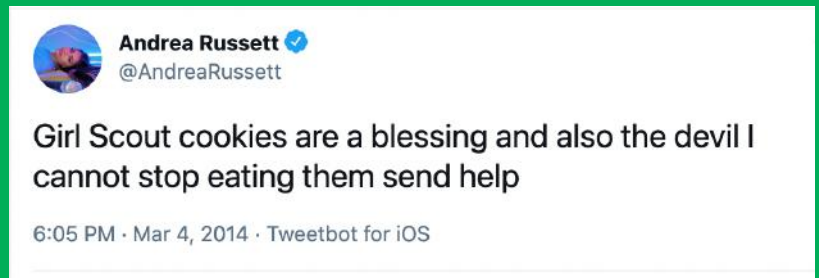 Andrea Russett
@AndreaRussett
Girl Scout cookies are a blessing and also the devil I
cannot stop eating them send help
6:05 PM · Mar 4, 2014 · Tweetbot for iOS